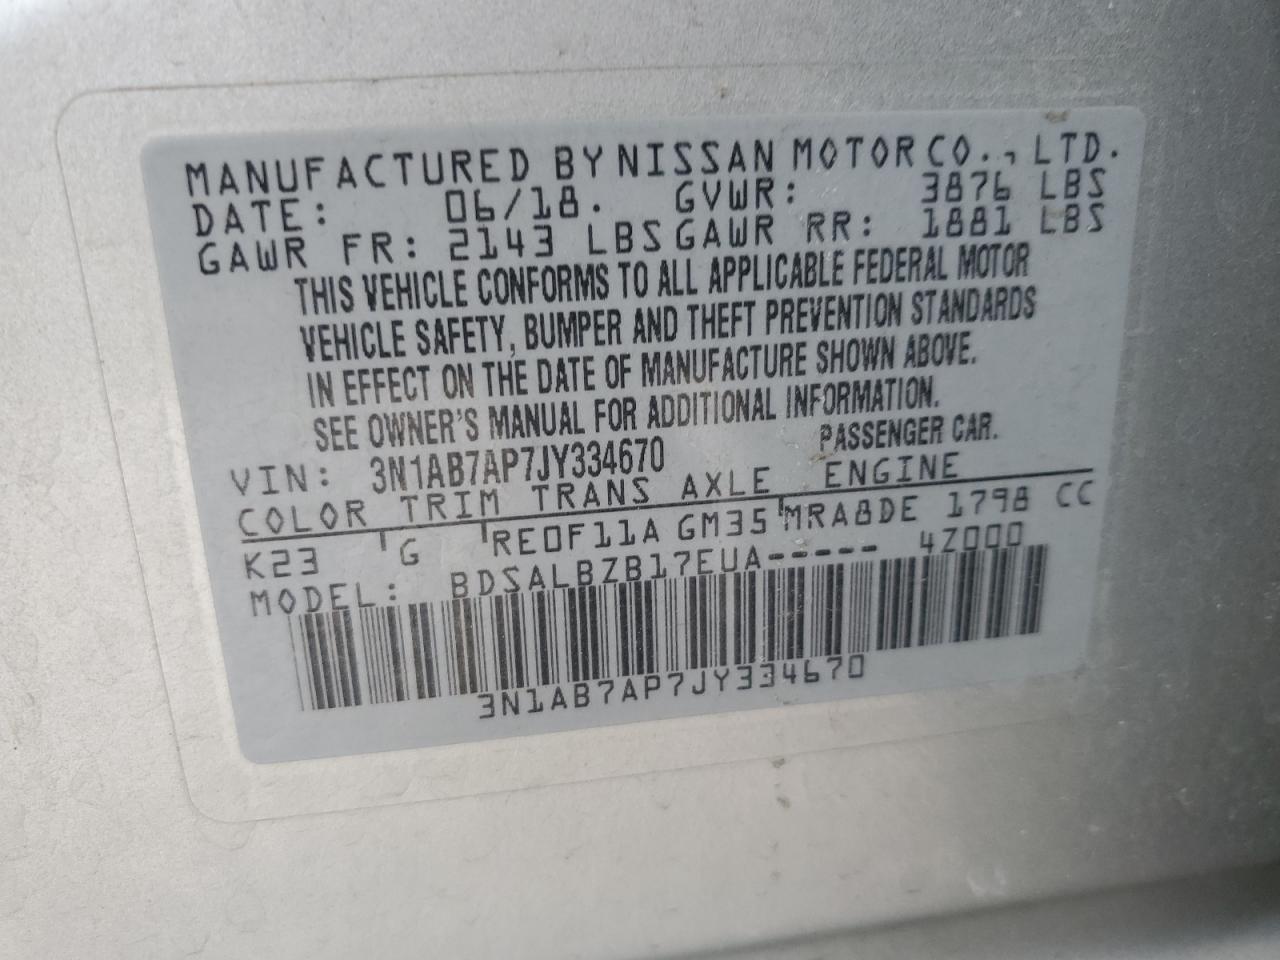 MANUFACTURED BY NISSAN MOTOR CO., LTD.
DATE: 06/18. GVWR: 3876 LBS
GAWR FR: 2143 LBS GAWR RR: 1881 LBS
THIS VEHICLE CONFORMS TO ALL APPLICABLE FEDERAL MOTOR
VEHICLE SAFETY, BUMPER AND THEFT PREVENTION STANDARDS
IN EFFECT ON THE DATE OF MANUFACTURE SHOWN ABOVE.
SEE OWNER'S MANUAL FOR ADDITIONAL INFORMATION.
VIN: 3N1AB7AP7JY334670 PASSENGER CAR.
COLOR TRIM TRANS AXLE ENGINE
K23 G RE0F11A GM35 MRA8DE 1798 CC
MODEL: BDSALBZB17EUA----- 4Z000
3N1AB7AP7JY334670